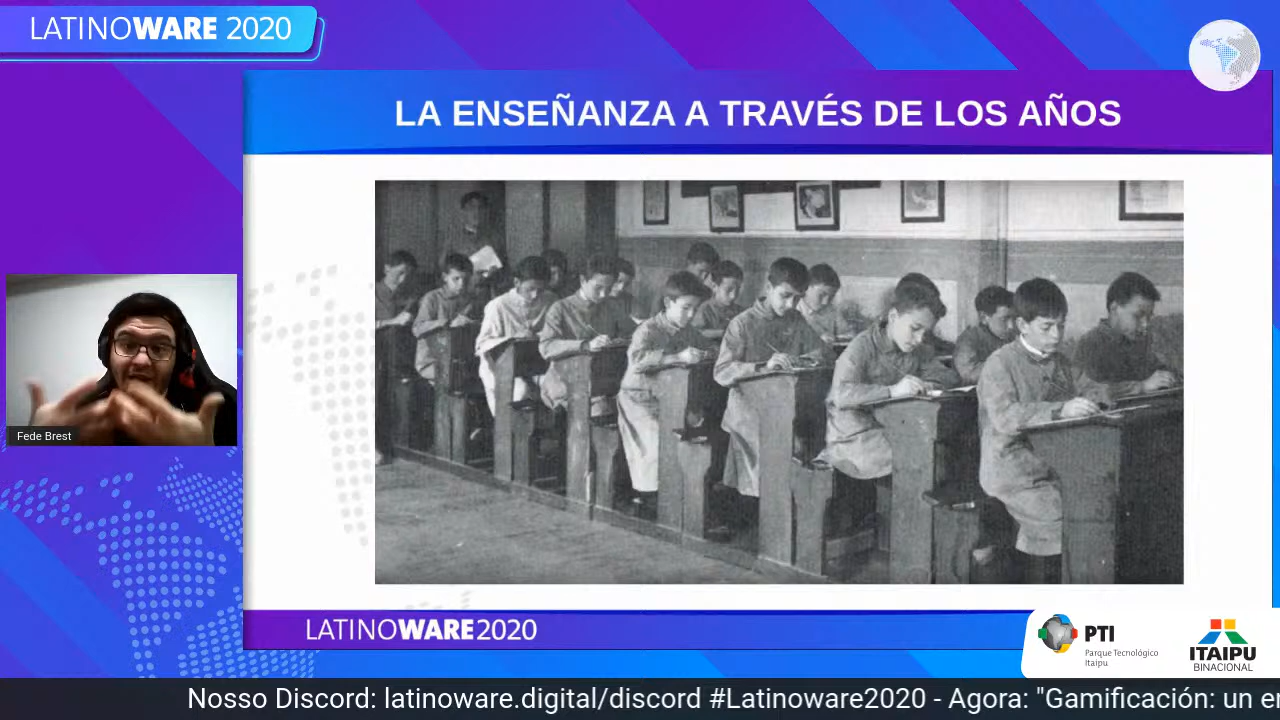 LATINOWARE 2020
LA ENSEÑANZA A TRAVÉS DE LOS AÑOS
Fede Brest
LATINOWARE2020
PTI
Parque Tecnológico
Itaipu
ITAIPU
BINACIONAL
Nosso Discord: latinoware.digital/discord #Latinoware2020 - Agora: "Gamificación: un